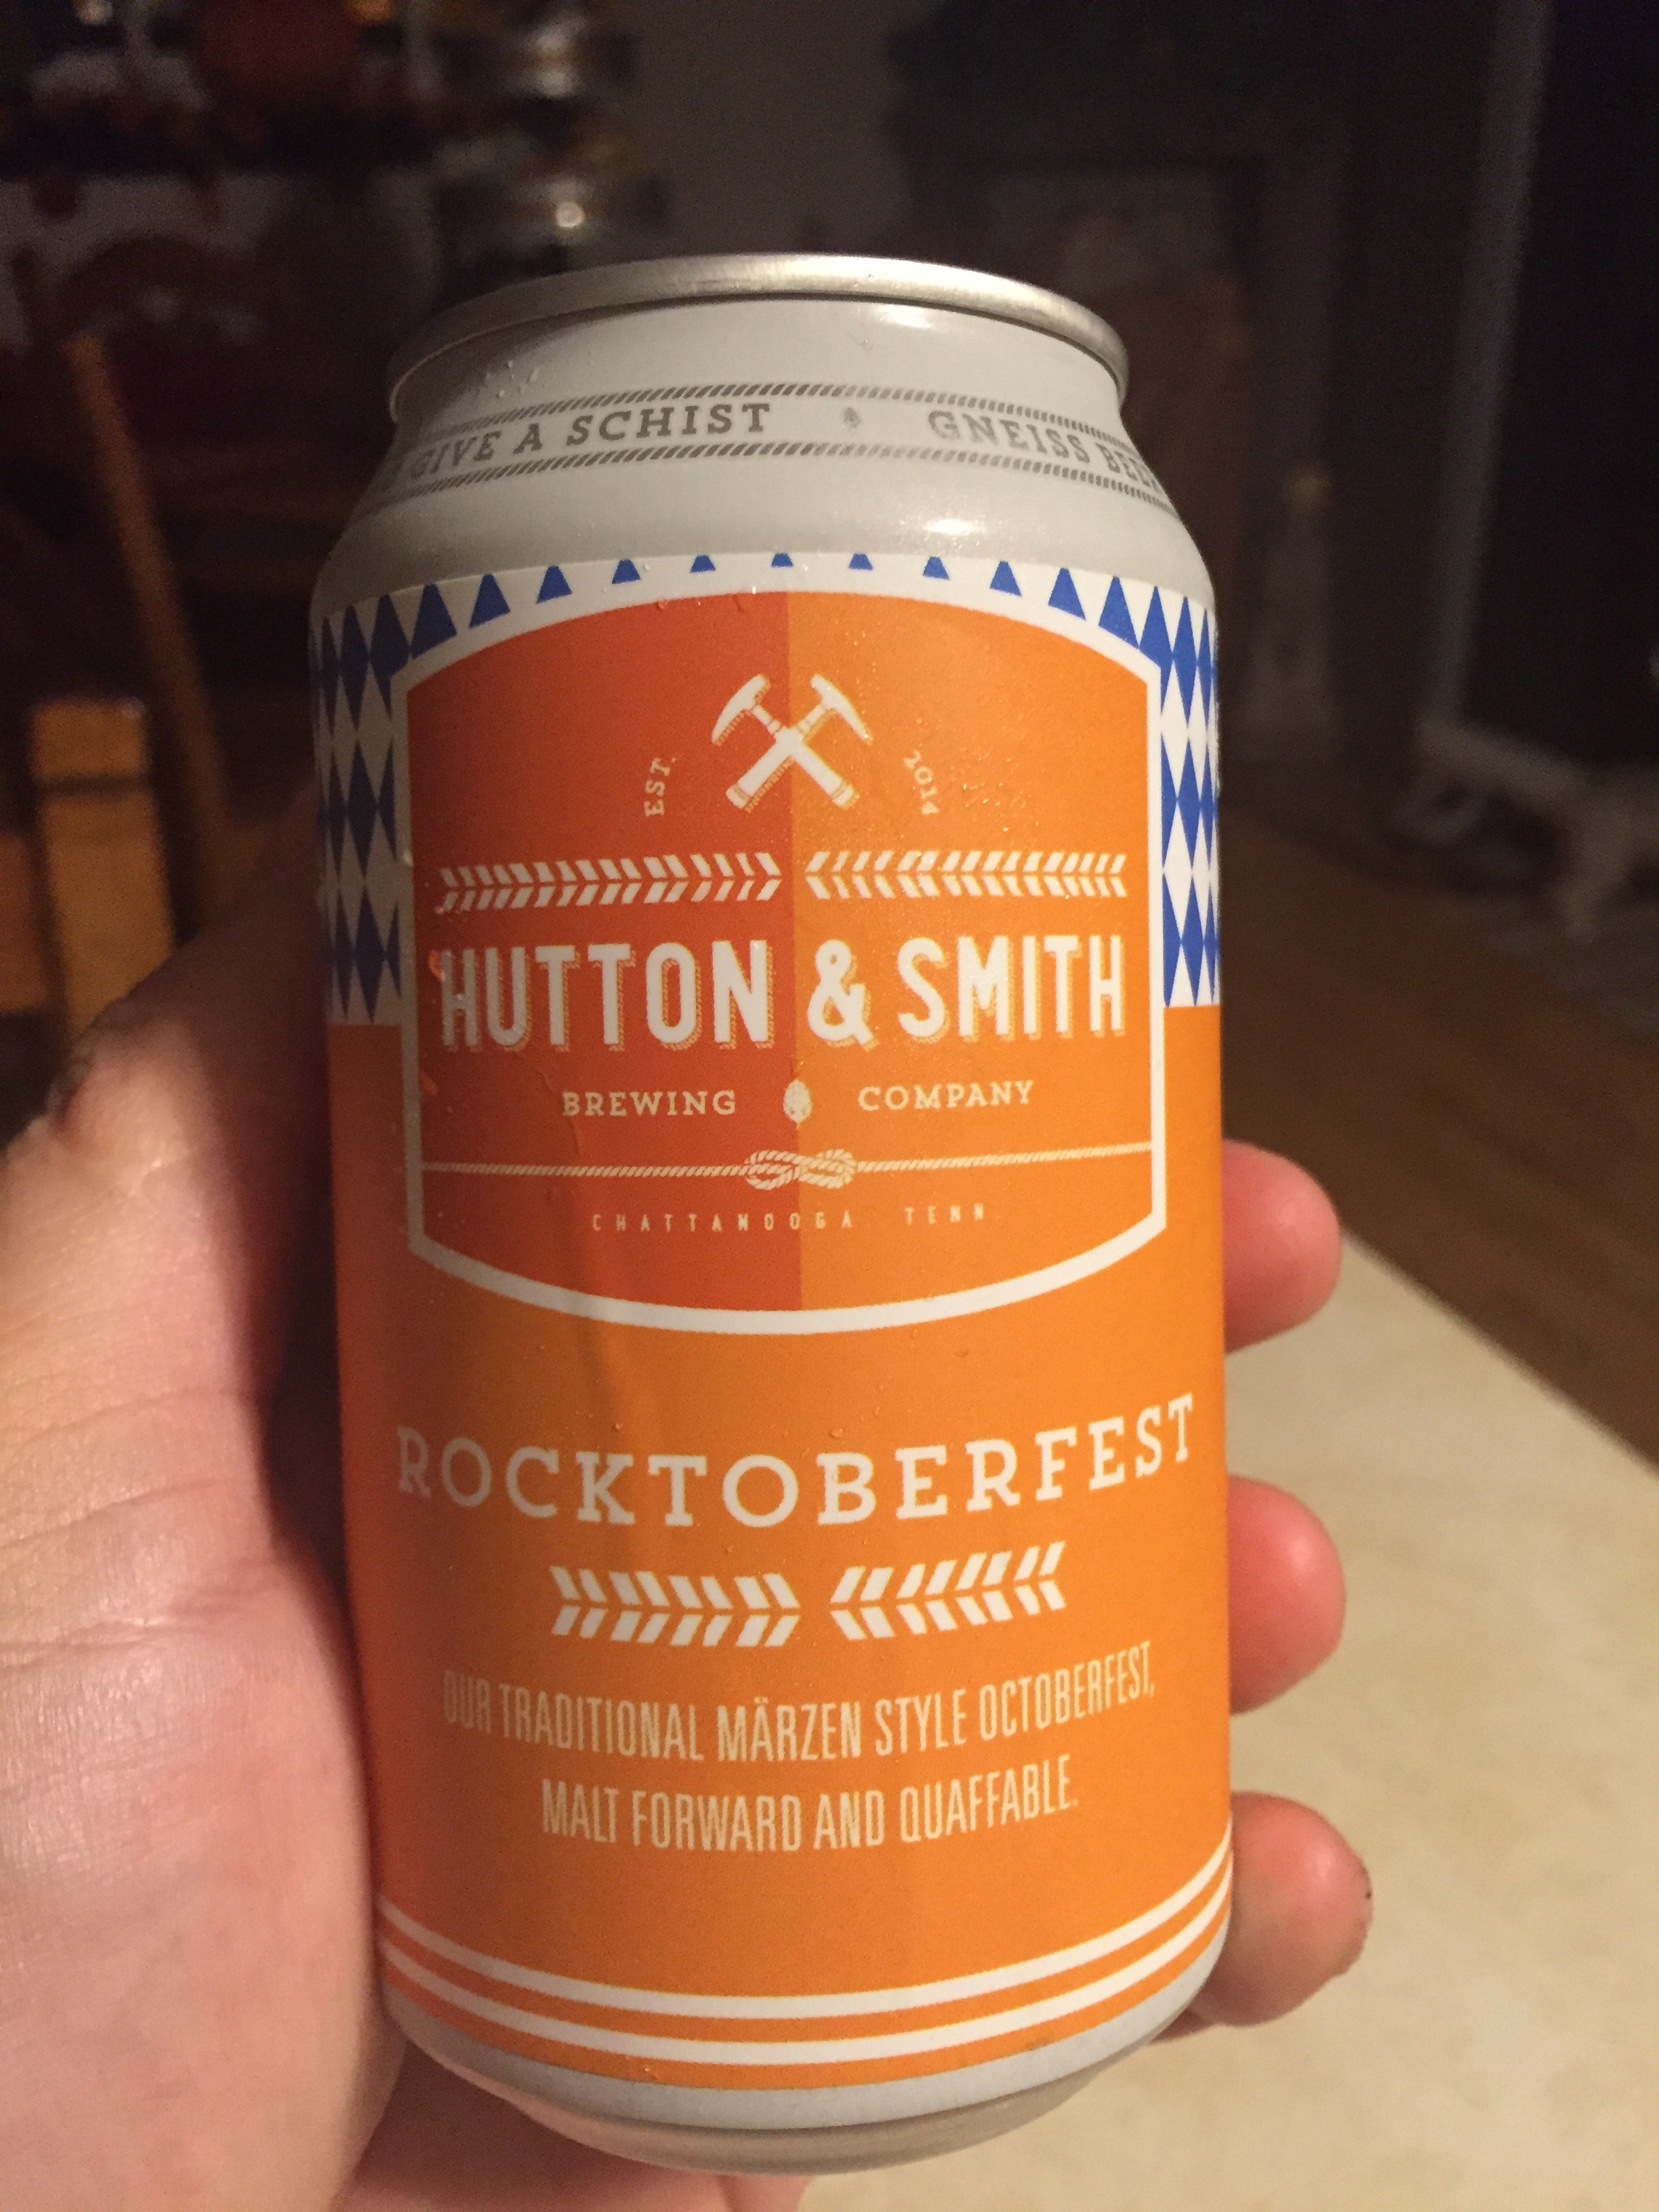 GIVE A SCHIST
GNEISS BEER
EST. 2014
HUTTON & SMITH
BREWING COMPANY
CHATTANOOGA TENN.
ROCKTOBERFEST
OUR TRADITIONAL MÄRZEN STYLE OCTOBERFEST,
MALT FORWARD AND QUAFFABLE.